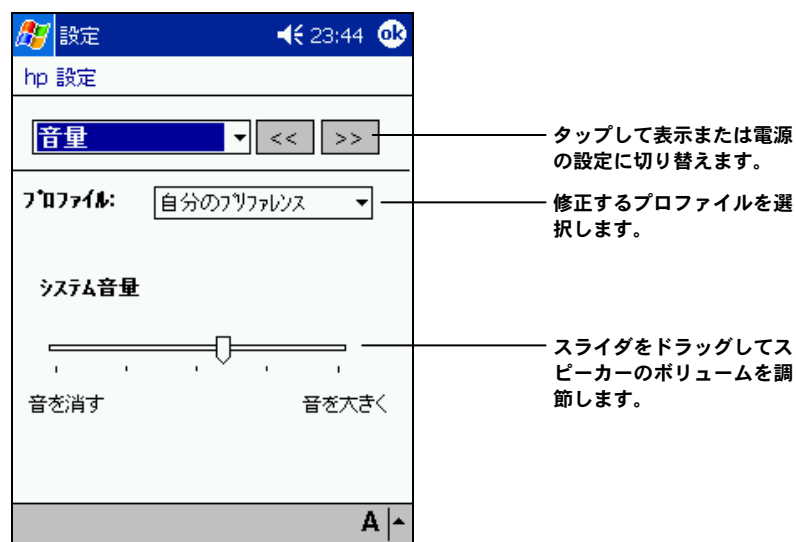 設定 23:44 ok
hp 設定
音量 << >>
タップして表示または電源
の設定に切り替えます。
ﾌﾟﾛﾌｧｲﾙ: 自分のﾌﾟﾘﾌｧﾚﾝｽ
修正するプロファイルを選
択します。
ｼｽﾃﾑ音量
スライダをドラッグしてス
ピーカーのボリュームを調
節します。
音を消す 音を大きく
A